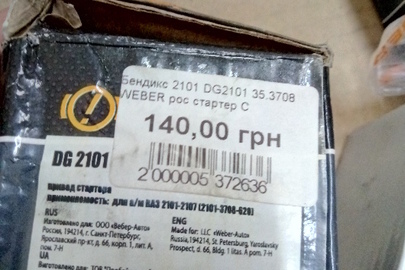 Бендикс 2101 DG2101 35.3708
WEBER рос стартер С
140,00 грн
2 000005 372636
DG 2101
привод стартера
применяемость: для а/м ВАЗ 2101-2107 (2101-3708-620)
RUS
Изготовлено для: ООО «Вебер-Авто»
Россия, 194214, г. Санкт-Петербург,
Ярославский пр-кт, д. 66, корп. 1, лит. А,
пом. 7-Н
ENG
Made for: LLC «Weber-Auto»
Russia, 194214, St. Petersburg, Yaroslavsky
Prospect, d. 66, Bldg. 1 litas A, prom. 7-H
UA